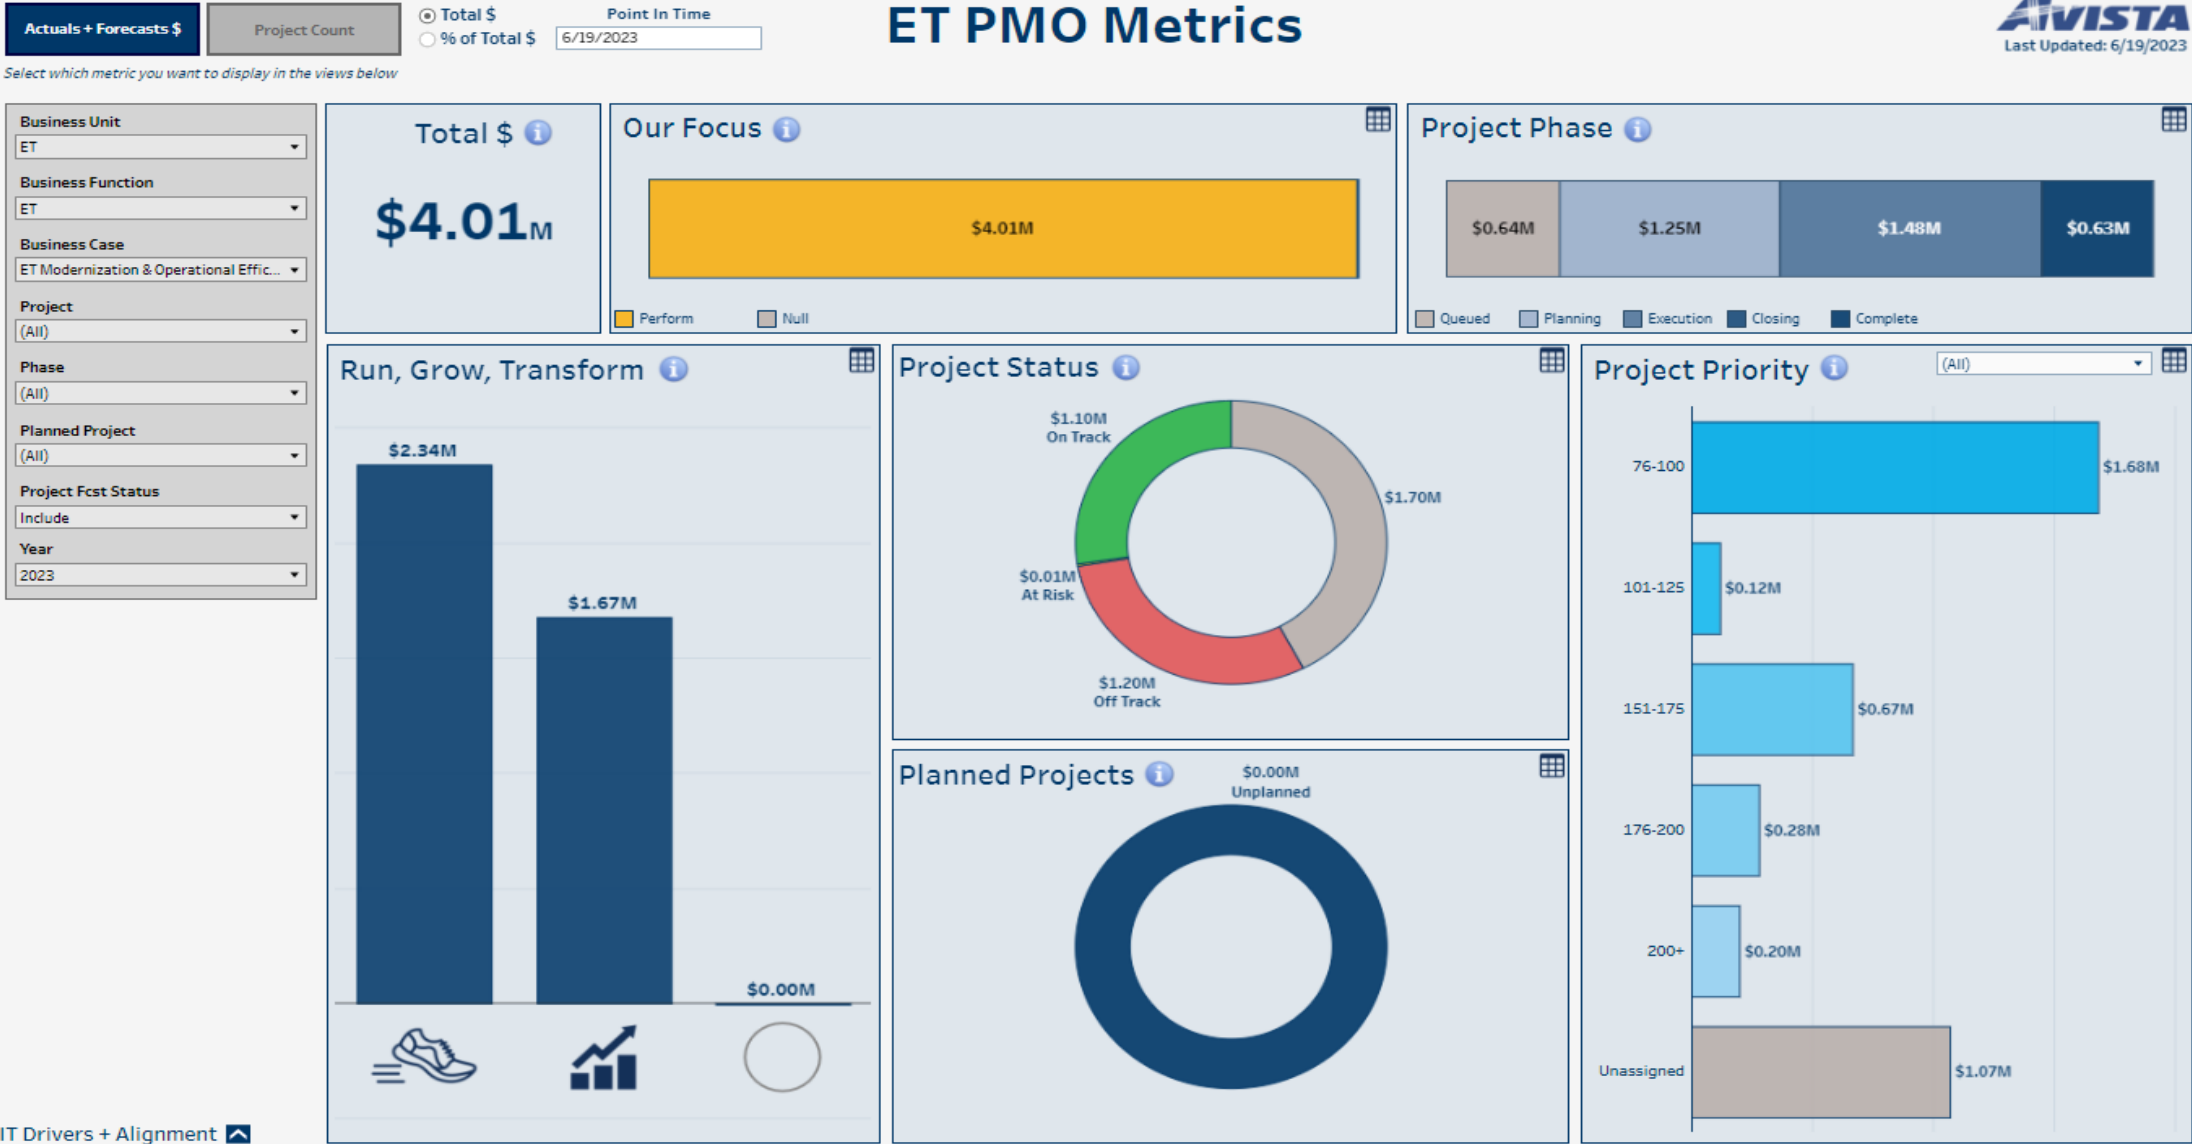 Actuals + Forecasts $
Project Count
Total $
% of Total $
Point In Time
6/19/2023
ET PMO Metrics
AVISTA
Last Updated: 6/19/2023
Select which metric you want to display in the views below
Business Unit
ET
Business Function
ET
Business Case
ET Modernization & Operational Effic...
Project
(All)
Phase
(All)
Planned Project
(All)
Project Fcst Status
Include
Year
2023
IT Drivers + Alignment
Total $
$4.01M
Our Focus
$4.01M
Perform
Null
Project Phase
$0.64M
$1.25M
$1.48M
$0.63M
Queued
Planning
Execution
Closing
Complete
Run, Grow, Transform
$2.34M
$1.67M
$0.00M
Project Status
$1.10M
On Track
$1.70M
$0.01M
At Risk
$1.20M
Off Track
Planned Projects
$0.00M
Unplanned
Project Priority
(All)
76-100
$1.68M
101-125
$0.12M
151-175
$0.67M
176-200
$0.28M
200+
$0.20M
Unassigned
$1.07M